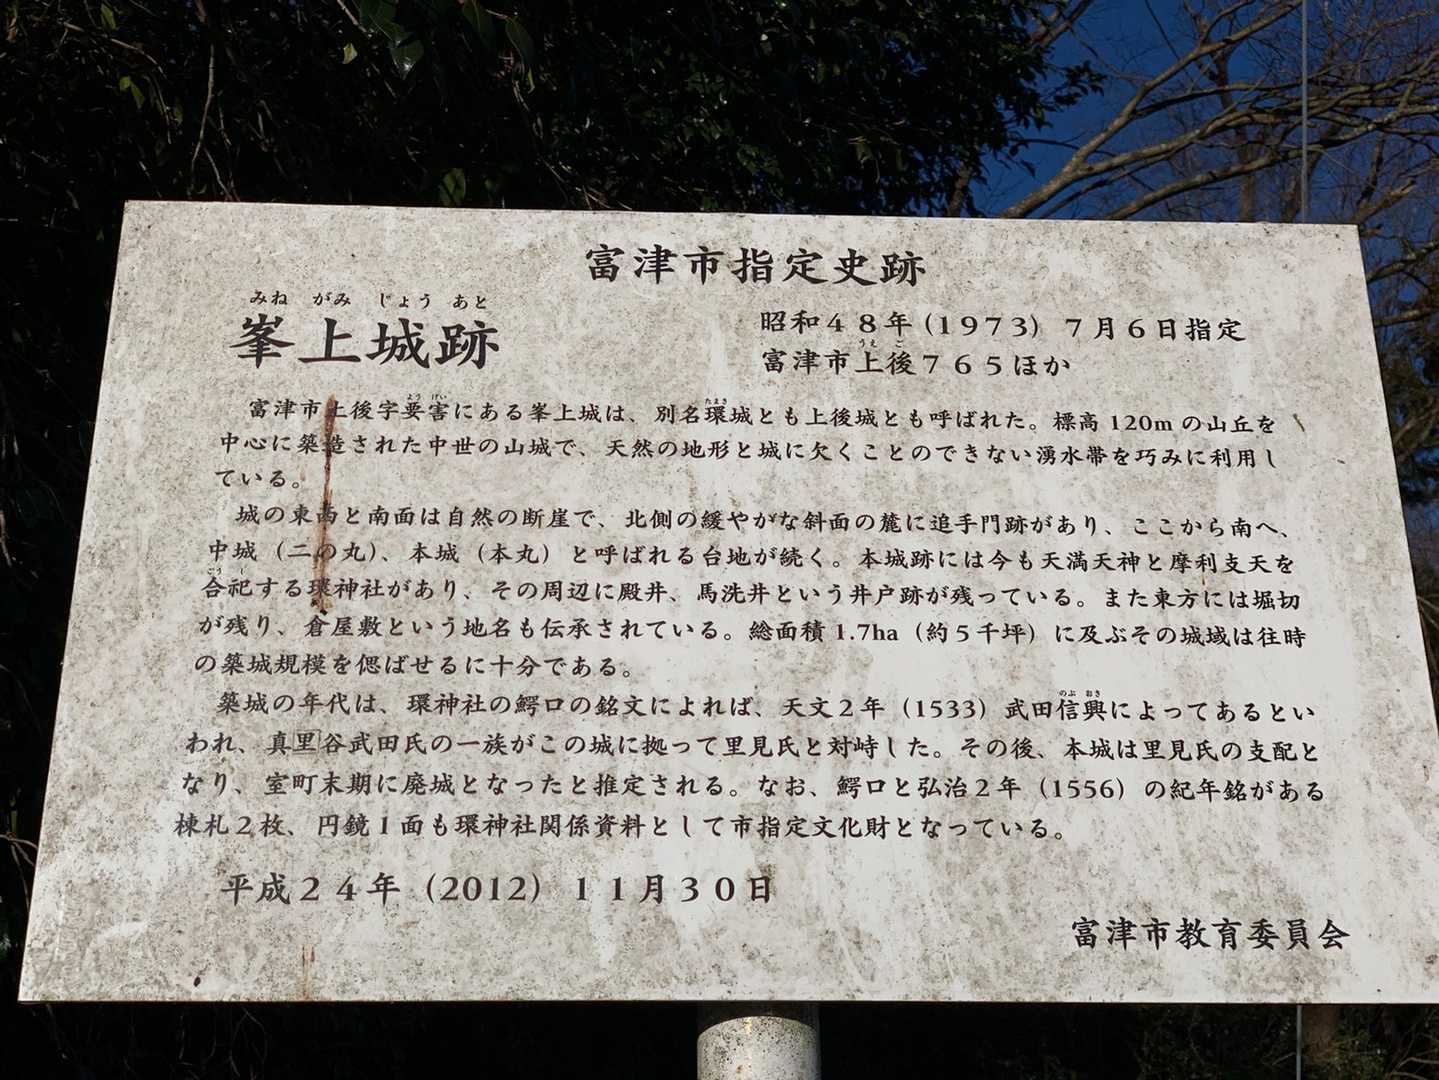 富津市指定史跡
みね がみ じょう あと
峯上城跡
昭和４８年(１９７３) ７月６日指定
うえ ご
富津市上後７６５ほか
よう がい
富津市上後字要害にある峯上城は、別名環城とも上後城とも呼ばれた。標高 120m の山丘を
たまき
中心に築造された中世の山城で、天然の地形と城に欠くことのできない湧水帯を巧みに利用し
ている。
城の東西と南面は自然の断崖で、北側の緩やかな斜面の麓に追手門跡があり、ここから南へ、
中城（二の丸）、本城（本丸）と呼ばれる台地が続く。本城跡には今も天満天神と摩利支天を
ごう し
合祀する環神社があり、その周辺に殿井、馬洗井という井戸跡が残っている。また東方には堀切
が残り、倉屋敷という地名も伝承されている。総面積 1.7ha（約５千坪）に及ぶその城域は往時
の築城規模を偲ばせるに十分である。
のぶ おき
築城の年代は、環神社の鰐口の銘文によれば、天文２年（1533）武田信興によってあるとい
われ、真里谷武田氏の一族がこの城に拠って里見氏と対峙した。その後、本城は里見氏の支配と
なり、室町末期に廃城となったと推定される。なお、鰐口と弘治２年（1556）の紀年銘がある
棟札２枚、円鏡１面も環神社関係資料として市指定文化財となっている。
平成２４年（2012）１１月３０日
富津市教育委員会